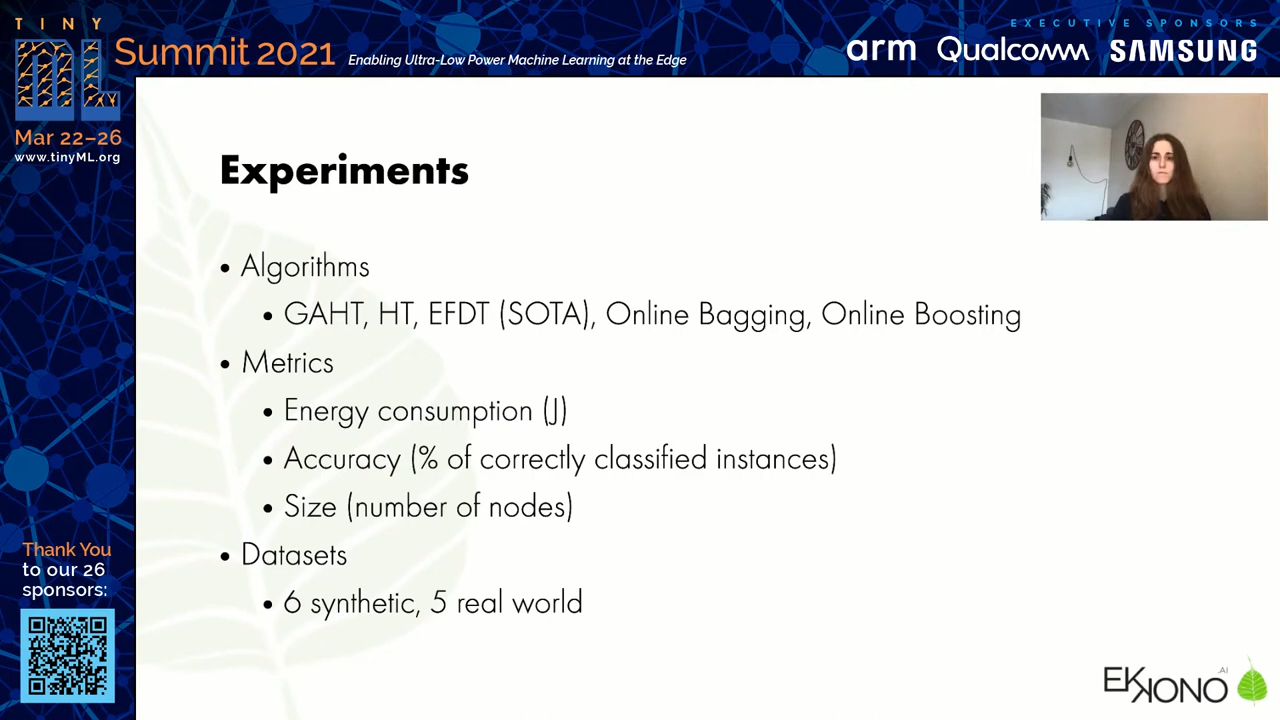 TINY
ML
Summit 2021
Enabling Ultra-Low Power Machine Learning at the Edge
EXECUTIVE SPONSORS
arm Qualcomm SAMSUNG
Mar 22–26
www.tinyML.org
Experiments
• Algorithms
• GAHT, HT, EFDT (SOTA), Online Bagging, Online Boosting
• Metrics
• Energy consumption (J)
• Accuracy (% of correctly classified instances)
• Size (number of nodes)
• Datasets
• 6 synthetic, 5 real world
Thank You
to our 26
sponsors:
EKKONO .AI